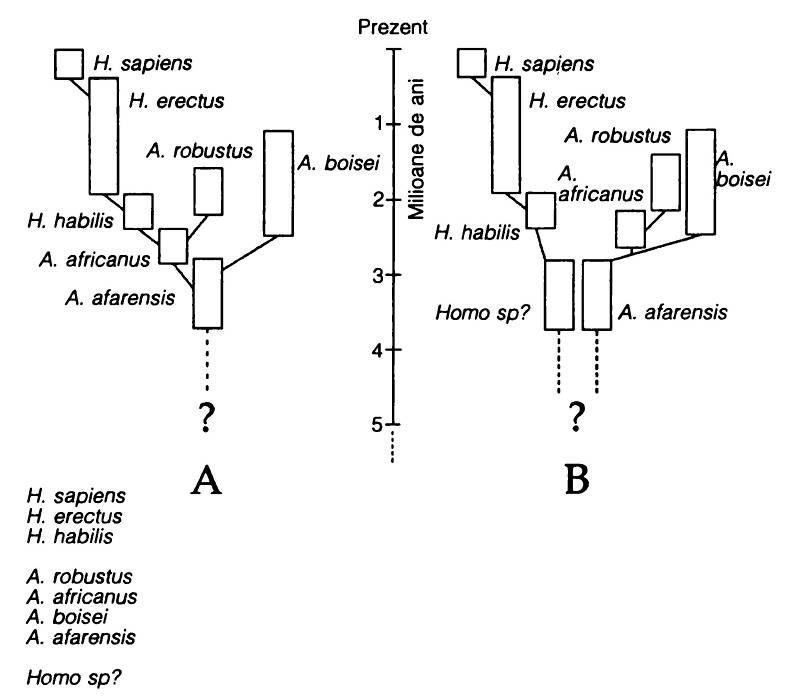 Prezent
H. sapiens
H. erectus
A. robustus
A. boisei
H. habilis
A. africanus
A. afarensis
?
A
Milioane de ani
1
2
3
4
5
H. sapiens
H. erectus
A. robustus
A.
boisei
A.
africanus
H. habilis
Homo sp?
A. afarensis
?
B
H. sapiens
H. erectus
H. habilis
A. robustus
A. africanus
A. boisei
A. afarensis
Homo sp?